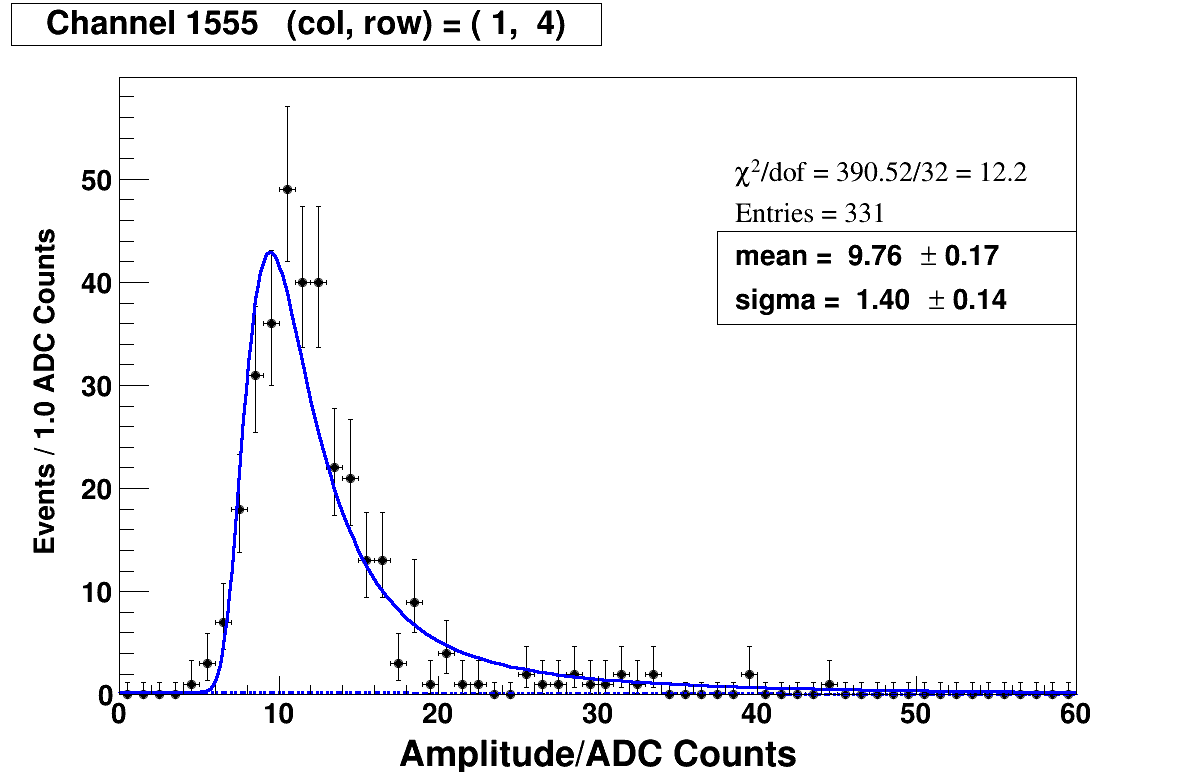 Channel 1555 (col, row) = ( 1, 4)
χ²/dof = 390.52/32 = 12.2
Entries = 331
mean = 9.76 ± 0.17
sigma = 1.40 ± 0.14
Events / 1.0 ADC Counts
50
40
30
20
10
0
0 10 20 30 40 50 60
Amplitude/ADC Counts